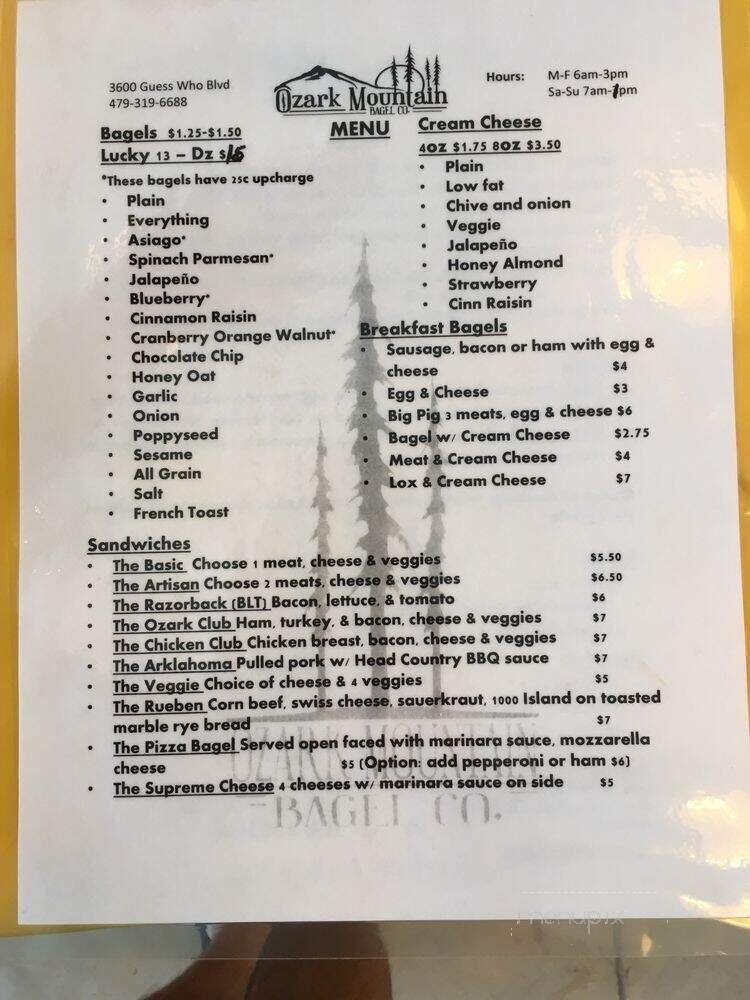 3600 Guess Who Blvd
479-319-6688
Ozark Mountain
BAGEL CO.
MENU
Hours: M-F 6am-3pm
Sa-Su 7am-1pm
Bagels $1.25-$1.50
Lucky 13 – Dz $15
*These bagels have 25c upcharge
• Plain
• Everything
• Asiago*
• Spinach Parmesan*
• Jalapeño
• Blueberry*
• Cinnamon Raisin
• Cranberry Orange Walnut*
• Chocolate Chip
• Honey Oat
• Garlic
• Onion
• Poppyseed
• Sesame
• All Grain
• Salt
• French Toast
Cream Cheese
4OZ $1.75 8OZ $3.50
• Plain
• Low fat
• Chive and onion
• Veggie
• Jalapeño
• Honey Almond
• Strawberry
• Cinn Raisin
Breakfast Bagels
• Sausage, bacon or ham with egg &
cheese $4
• Egg & Cheese $3
• Big Pig 3 meats, egg & cheese $6
• Bagel w/ Cream Cheese $2.75
• Meat & Cream Cheese $4
• Lox & Cream Cheese $7
Sandwiches
• The Basic Choose 1 meat, cheese & veggies $5.50
• The Artisan Choose 2 meats, cheese & veggies $6.50
• The Razorback (BLT) Bacon, lettuce, & tomato $6
• The Ozark Club Ham, turkey, & bacon, cheese & veggies $7
• The Chicken Club Chicken breast, bacon, cheese & veggies $7
• The Arklahoma Pulled pork w/ Head Country BBQ sauce $7
• The Veggie Choice of cheese & 4 veggies $5
• The Rueben Corn beef, swiss cheese, sauerkraut, 1000 Island on toasted
marble rye bread $7
• The Pizza Bagel Served open faced with marinara sauce, mozzarella
cheese $5 (Option: add pepperoni or ham $6)
• The Supreme Cheese 4 cheeses w/ marinara sauce on side $5
OZARK MOUNTAIN
BAGEL CO.
menupix